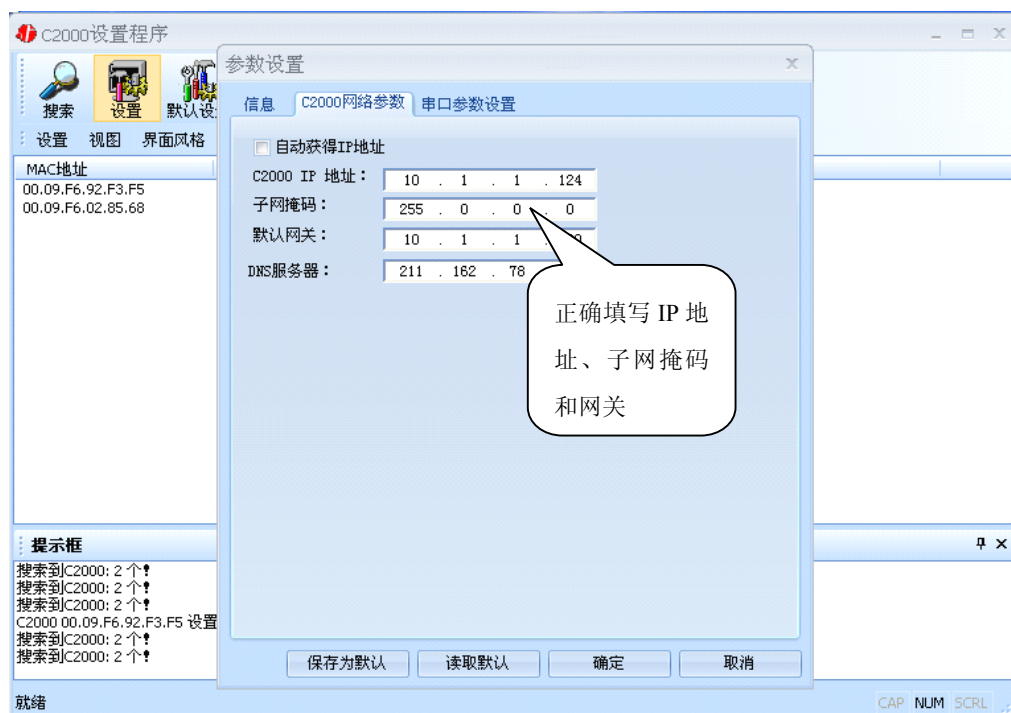 C2000设置程序
搜索
设置
默认设
设置 视图 界面风格
MAC地址
00.09.F6.92.F3.F5
00.09.F6.02.85.68
参数设置
信息 C2000网络参数 串口参数设置
自动获得IP地址
C2000 IP 地址： 10 . 1 . 1 . 124
子网掩码： 255 . 0 . 0 . 0
默认网关： 10 . 1 . 1 .
DNS服务器： 211 . 162 . 78
正确填写 IP 地
址、子网掩码
和网关
提示框
搜索到C2000: 2 个!
搜索到C2000: 2 个!
搜索到C2000: 2 个!
C2000 00.09.F6.92.F3.F5 设置
搜索到C2000: 2 个!
搜索到C2000: 2 个!
保存为默认 读取默认 确定 取消
就绪
CAP NUM SCRL